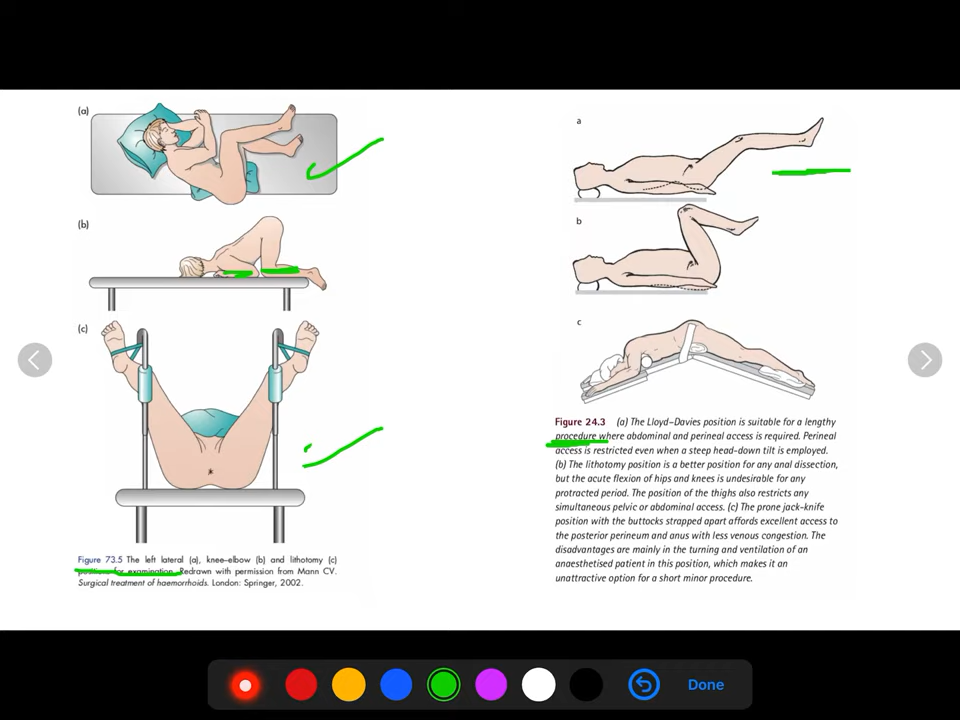 (a)
(b)
(c)
Figure 73.5 The left lateral (a), knee–elbow (b) and lithotomy (c)
positions for examination. Redrawn with permission from Mann CV.
Surgical treatment of haemorrhoids. London: Springer, 2002.
a
b
c
Figure 24.3 (a) The Lloyd–Davies position is suitable for a lengthy
procedure where abdominal and perineal access is required. Perineal
access is restricted even when a steep head-down tilt is employed.
(b) The lithotomy position is a better position for any anal dissection,
but the acute flexion of hips and knees is undesirable for any
protracted period. The position of the thighs also restricts any
simultaneous pelvic or abdominal access. (c) The prone jack-knife
position with the buttocks strapped apart affords excellent access to
the posterior perineum and anus with less venous congestion. The
disadvantages are mainly in the turning and ventilation of an
anaesthetised patient in this position, which makes it an
unattractive option for a short minor procedure.
Done